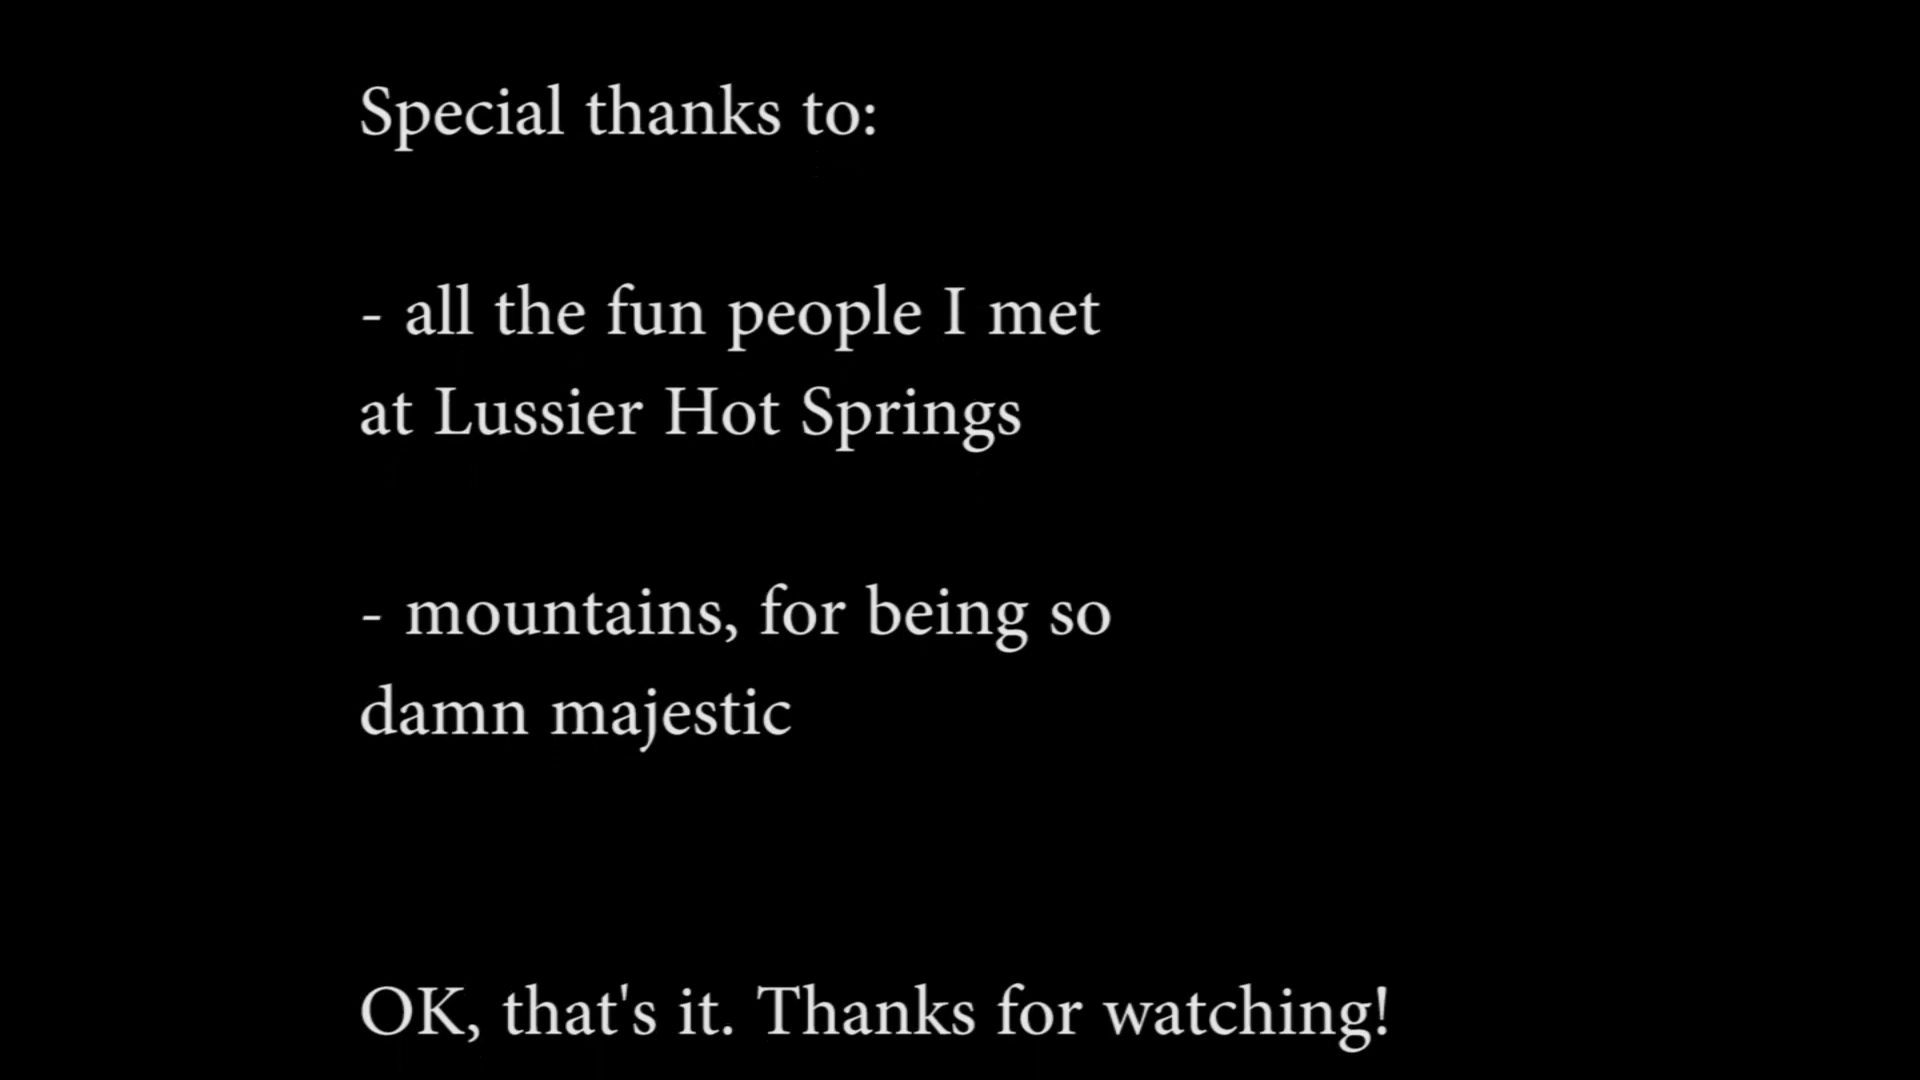 Special thanks to:
- all the fun people I met
at Lussier Hot Springs
- mountains, for being so
damn majestic
OK, that's it. Thanks for watching!